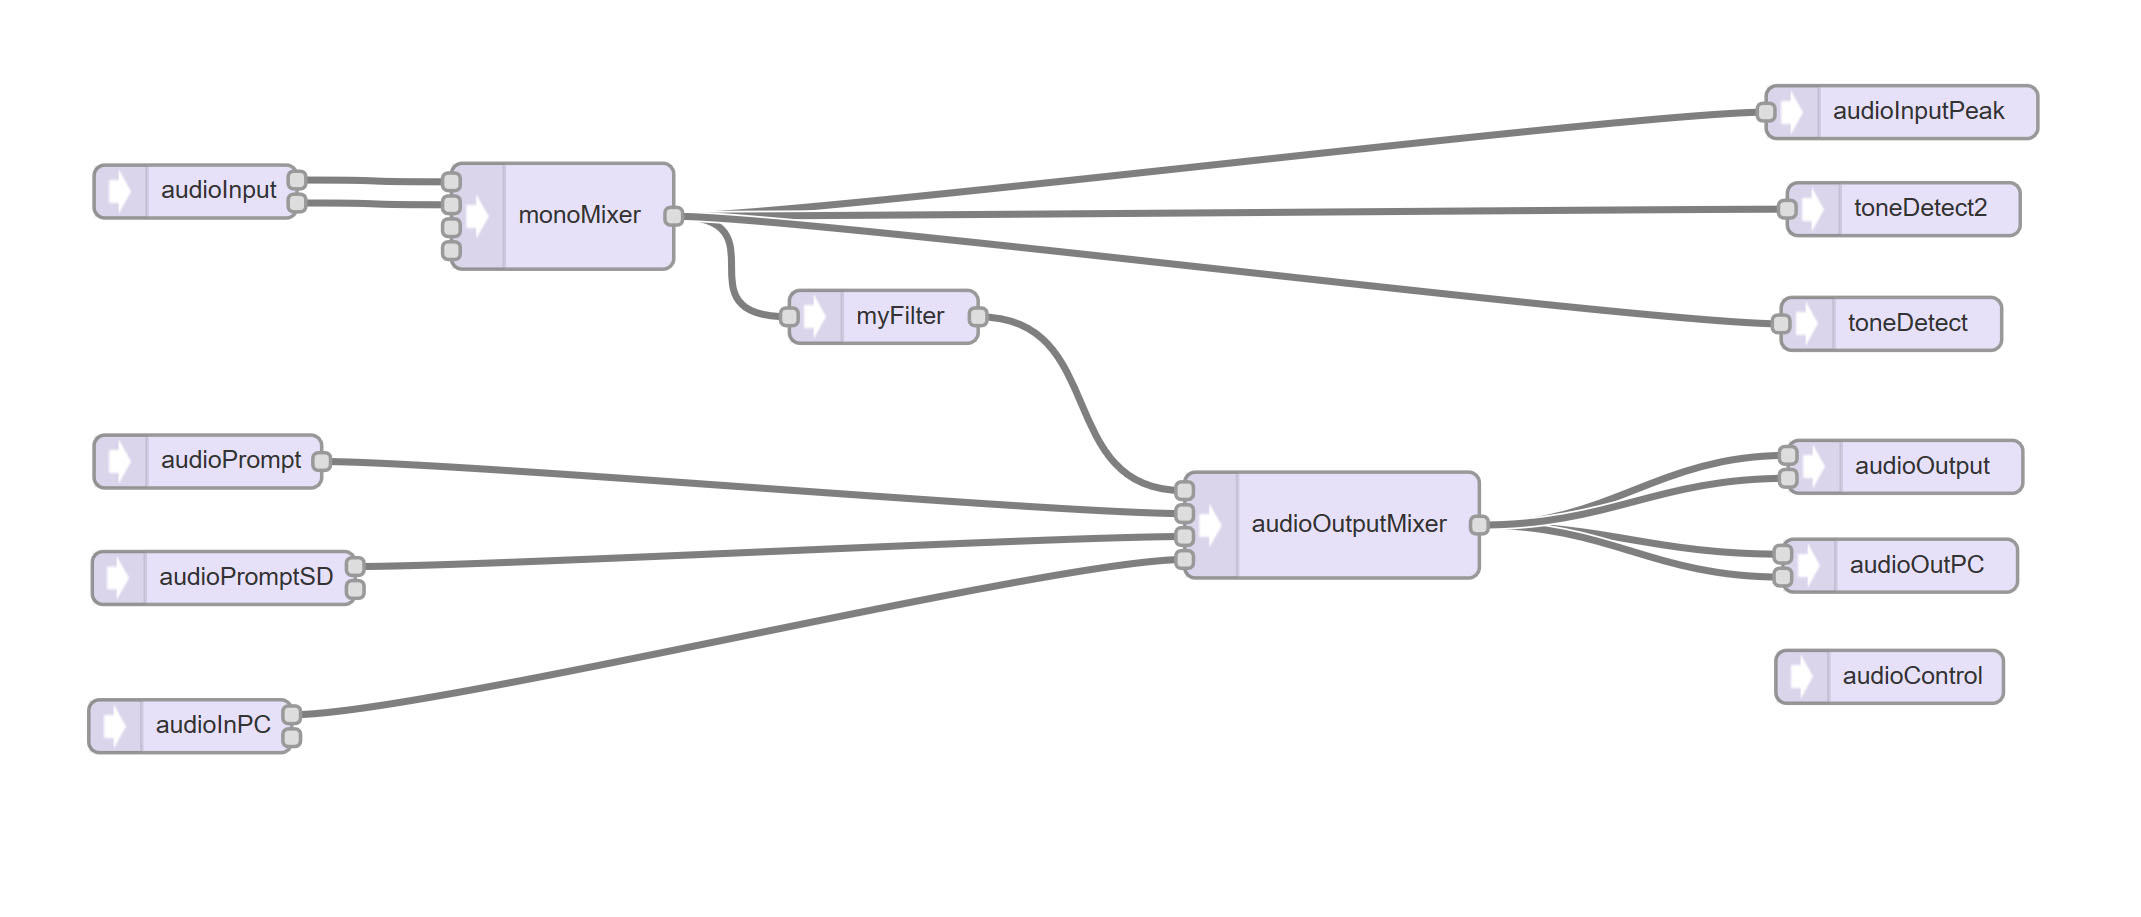 audioInputPeak
audioInput
monoMixer
toneDetect2
myFilter
toneDetect
audioPrompt
audioOutput
audioOutputMixer
audioPromptSD
audioOutPC
audioControl
audioInPC